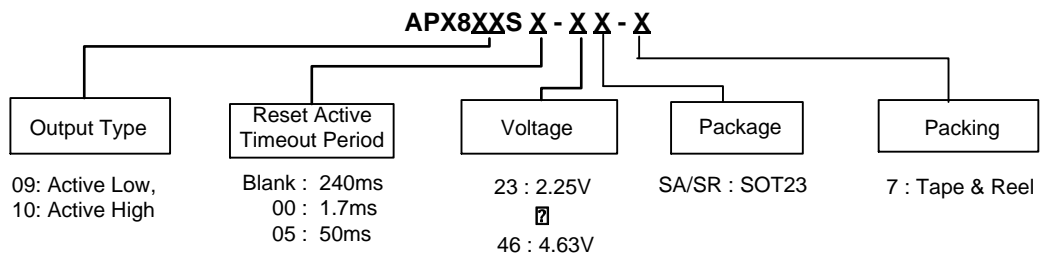 APX8XXS X - X X - X
Output Type
Reset Active
Timeout Period
Voltage
Package
Packing
09: Active Low,
10: Active High
Blank : 240ms
00 : 1.7ms
05 : 50ms
23 : 2.25V
?
46 : 4.63V
SA/SR : SOT23
7 : Tape & Reel